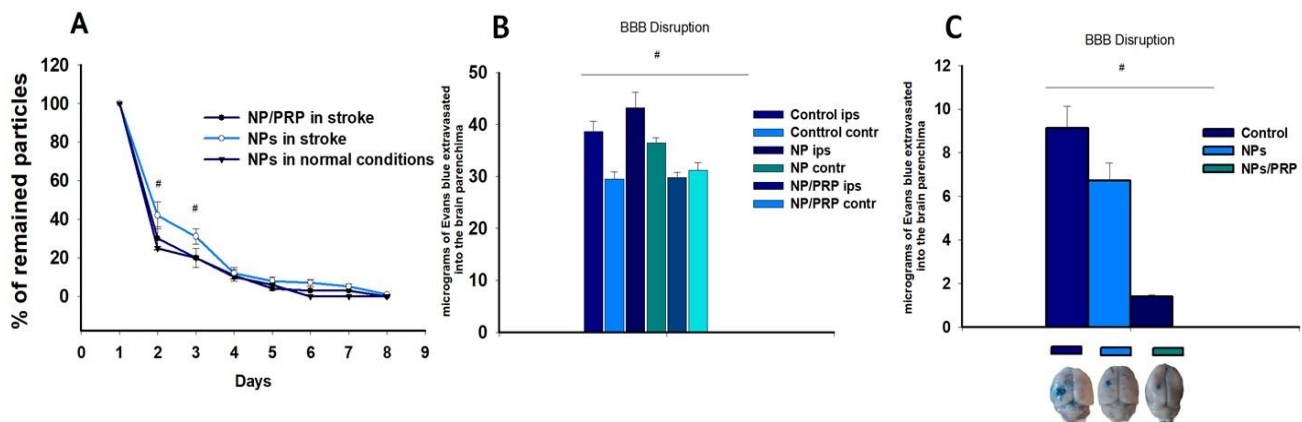 A
% of remained particles
120
100
80
60
40
20
0
NP/PRP in stroke
NPs in stroke
NPs in normal conditions
#
#
0 1 2 3 4 5 6 7 8 9
Days
B
BBB Disruption
#
micrograms of Evans blue extravasated
into the brain parenchima
50
40
30
20
10
0
Control ips
Conttrol contr
NP ips
NP contr
NP/PRP ips
NP/PRP contr
C
BBB Disruption
#
micrograms of Evans blue extravasated
into the brain parenchima
12
10
8
6
4
2
0
Control
NPs
NPs/PRP